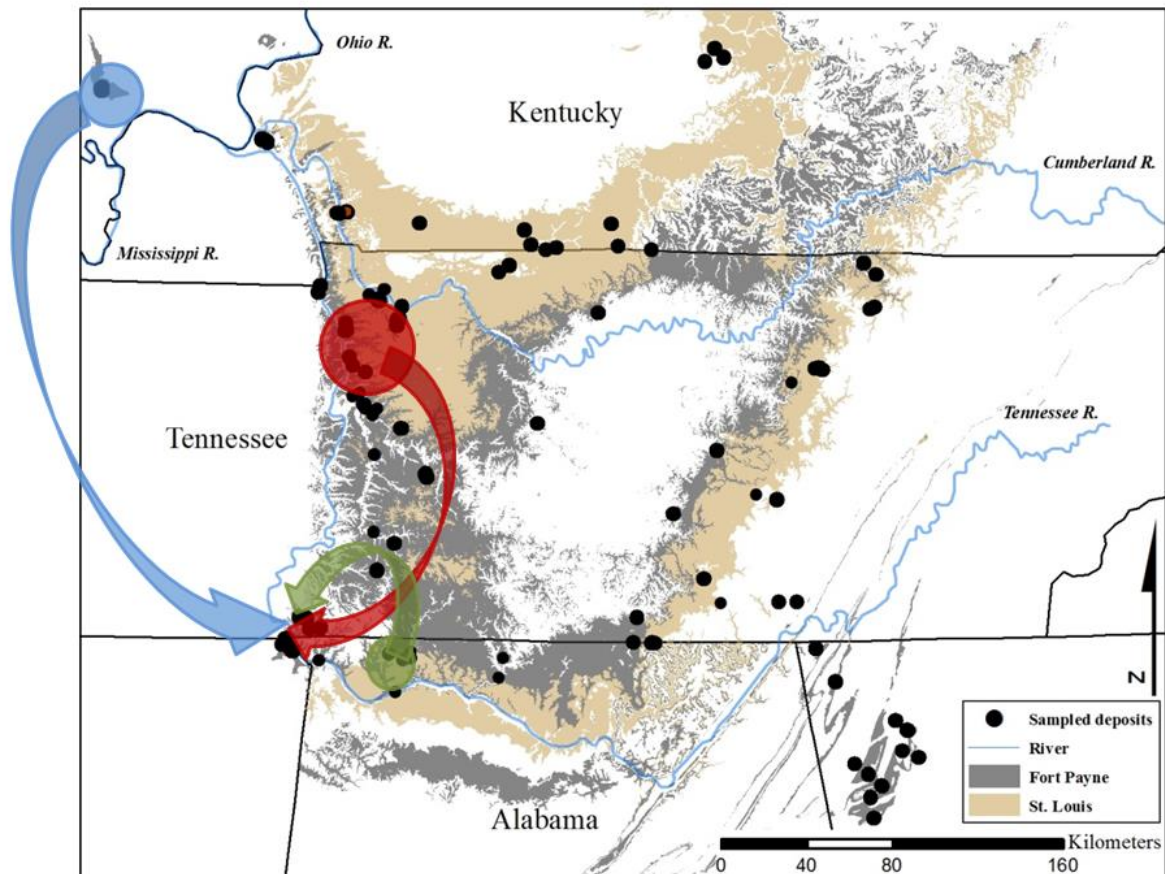 Ohio R.
Kentucky
Cumberland R.
Mississippi R.
Tennessee
Tennessee R.
Alabama
N
Sampled deposits
River
Fort Payne
St. Louis
Kilometers
0 40 80 160